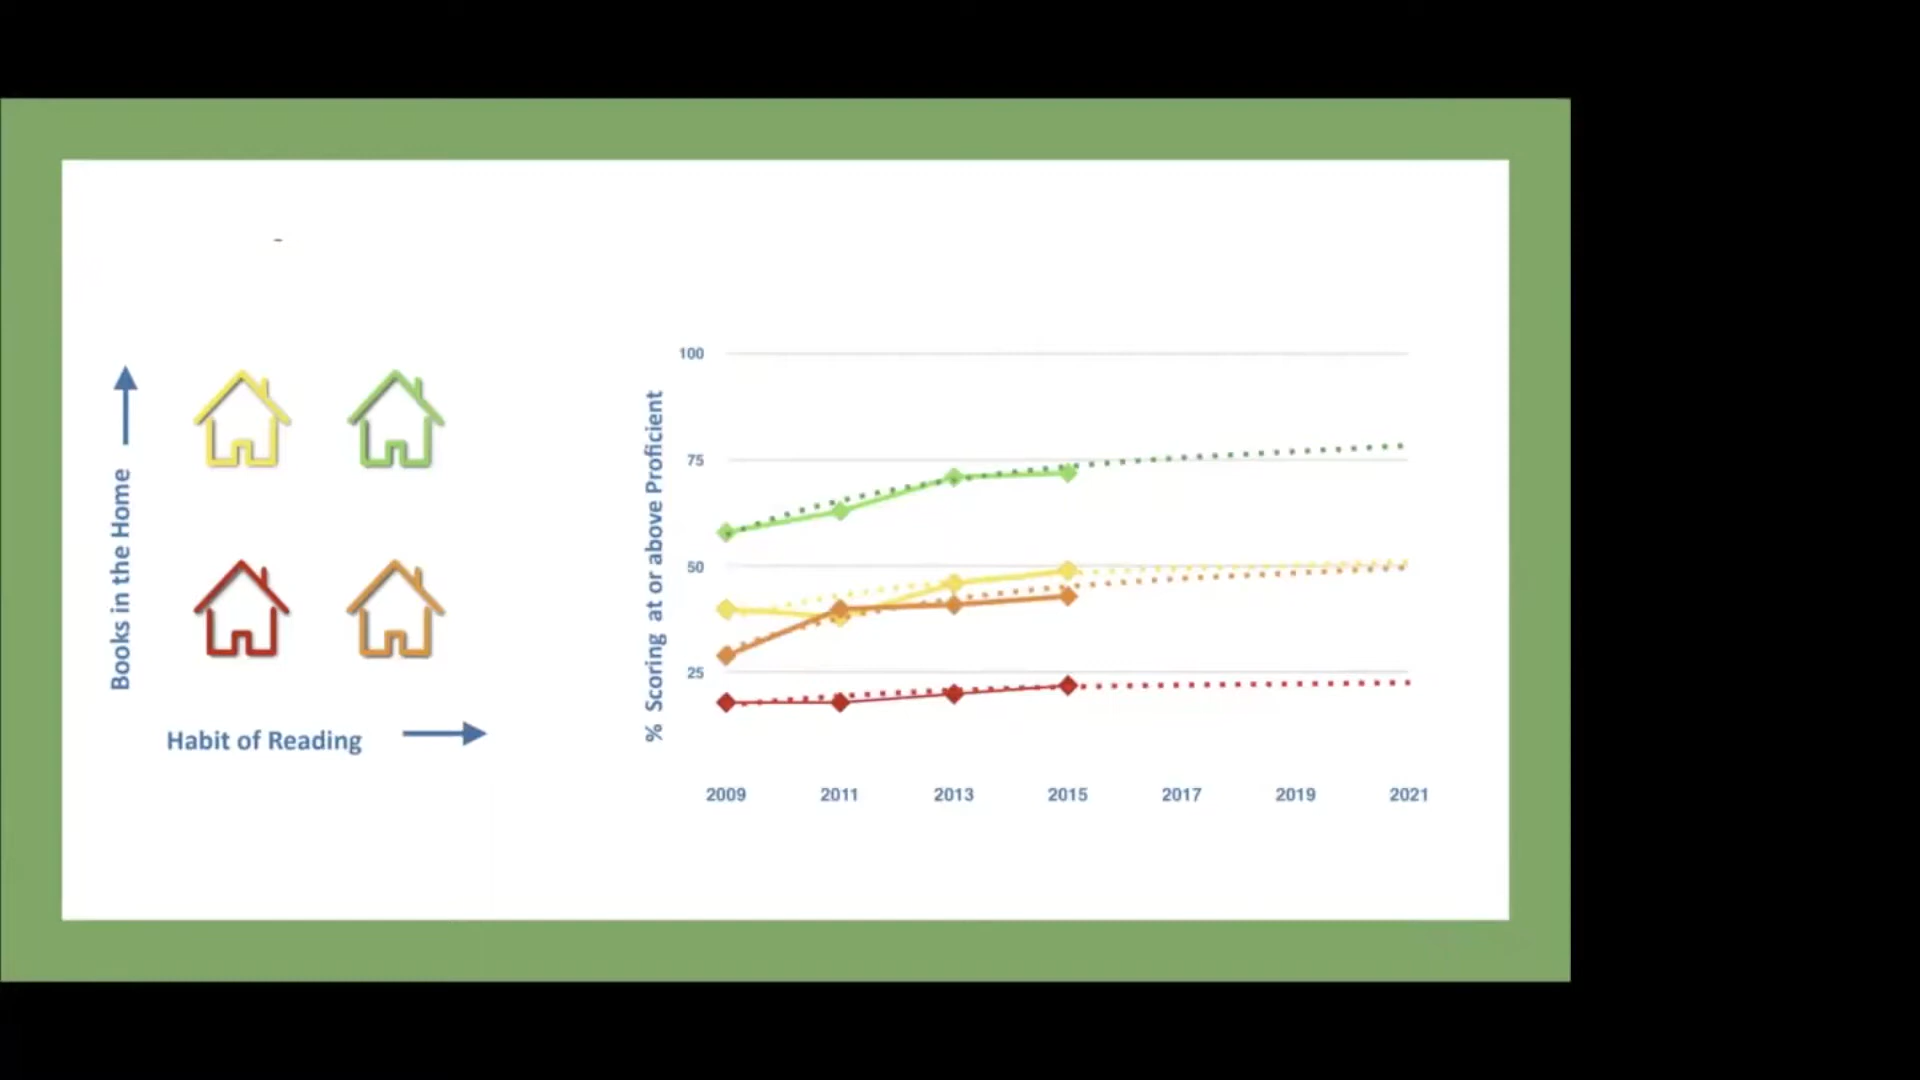 Books in the Home
Habit of Reading
% Scoring at or above Proficient
100
75
50
25
2009 2011 2013 2015 2017 2019 2021